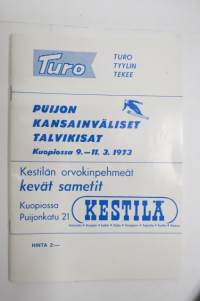 Turo
TURO
TYYLIN
TEKEE
PUIJON
KANSAINVÄLISET
TALVIKISAT
Kuopiossa 9.—11. 3. 1973
Kestilän orvokinpehmeät
kevät sametit
Kuopiossa
Puijonkatu 21
KESTILÄ
HINTA 2:—